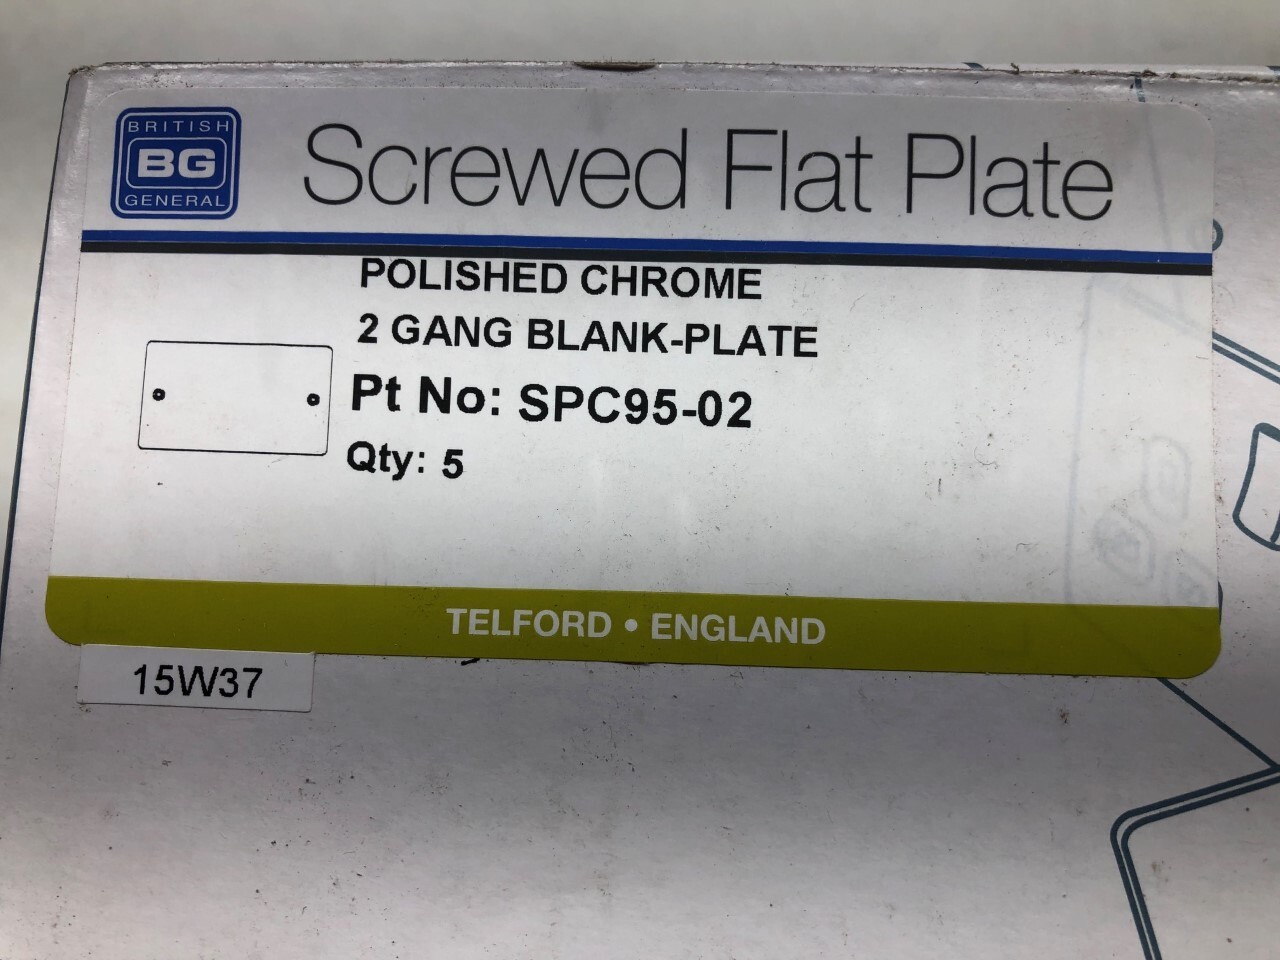 BRITISH
BG
GENERAL
Screwed Flat Plate
POLISHED CHROME
2 GANG BLANK-PLATE
Pt No: SPC95-02
Qty: 5
TELFORD • ENGLAND
15W37